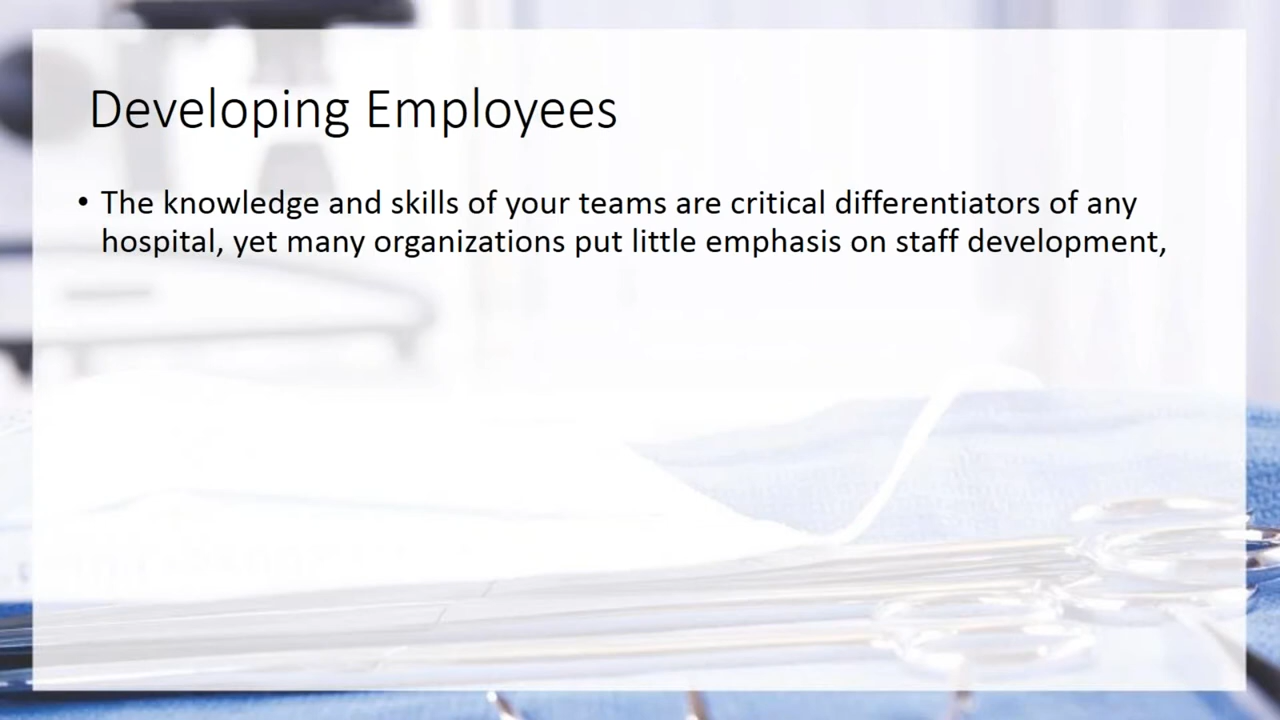 Developing Employees
• The knowledge and skills of your teams are critical differentiators of any
hospital, yet many organizations put little emphasis on staff development,